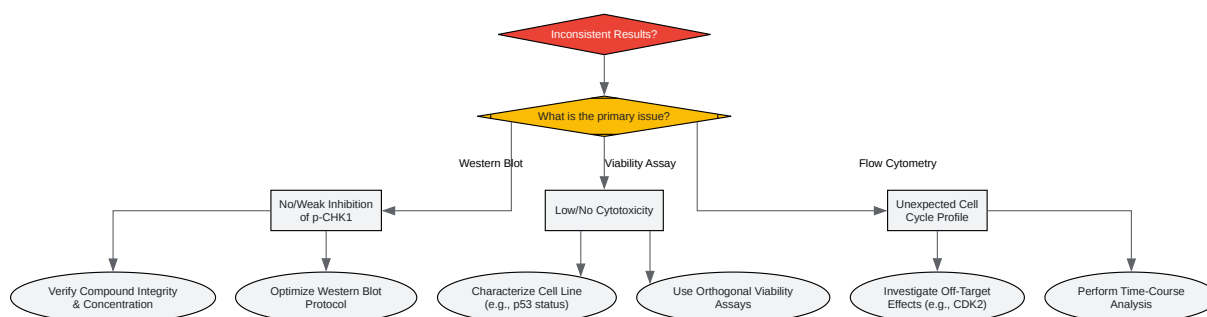 Inconsistent Results?
What is the primary issue?
Western Blot
Viability Assay
Flow Cytometry
No/Weak Inhibition
of p-CHK1
Low/No Cytotoxicity
Unexpected Cell
Cycle Profile
Verify Compound Integrity
& Concentration
Optimize Western Blot
Protocol
Characterize Cell Line
(e.g., p53 status)
Use Orthogonal Viability
Assays
Investigate Off-Target
Effects (e.g., CDK2)
Perform Time-Course
Analysis